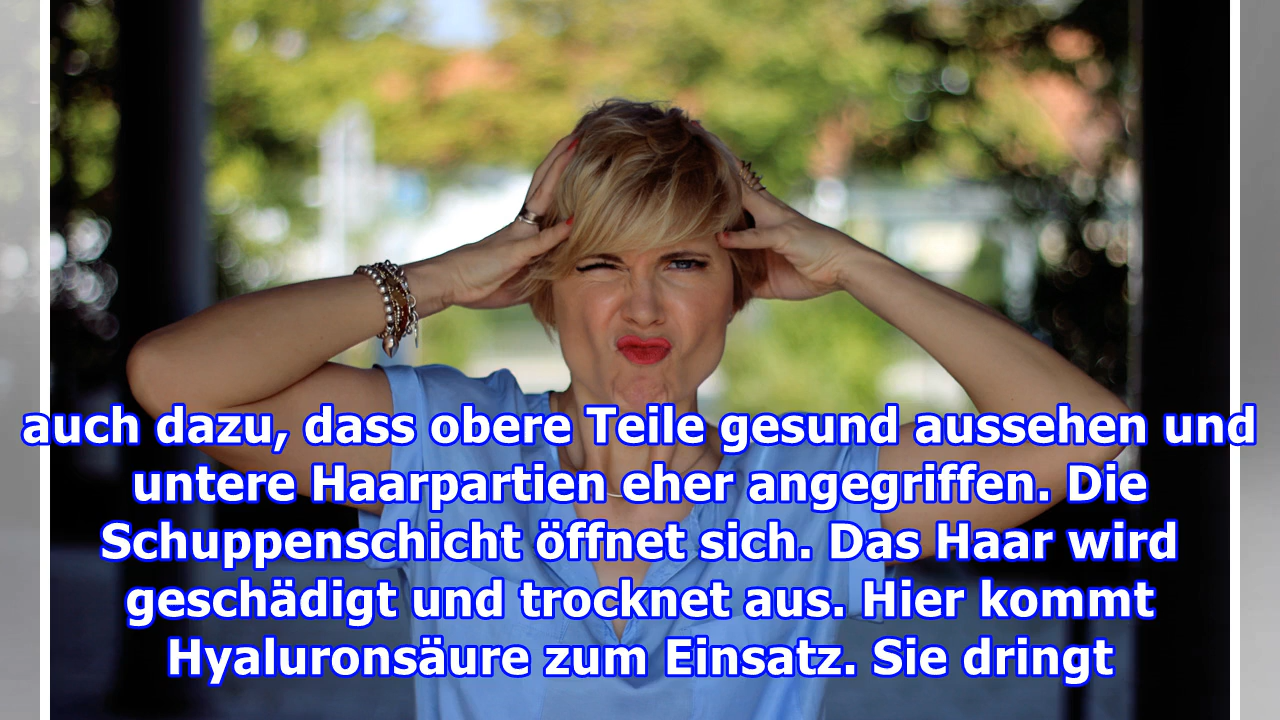 auch dazu, dass obere Teile gesund aussehen und
untere Haarpartien eher angegriffen. Die
Schuppenschicht öffnet sich. Das Haar wird
geschädigt und trocknet aus. Hier kommt
Hyaluronsäure zum Einsatz. Sie dringt